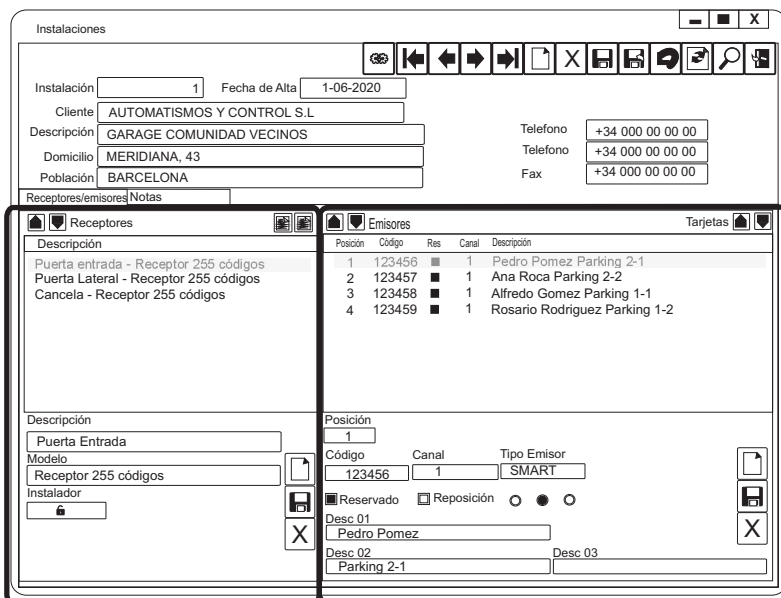 Instalaciones
X
X
Instalación 1 Fecha de Alta 1-06-2020
Cliente AUTOMATISMOS Y CONTROL S.L
Descripción GARAGE COMUNIDAD VECINOS
Domicilio MERIDIANA, 43
Población BARCELONA
Telefono +34 000 00 00 00
Telefono +34 000 00 00 00
Fax +34 000 00 00 00
Receptores/emisores Notas
Receptores
Descripción
Puerta entrada - Receptor 255 códigos
Puerta Lateral - Receptor 255 códigos
Cancela - Receptor 255 códigos
Descripción
Puerta Entrada
Modelo
Receptor 255 códigos
Instalador
X
Emisores Tarjetas
Posición Código Res Canal Descripción
1 123456 1 Pedro Pomez Parking 2-1
2 123457 1 Ana Roca Parking 2-2
3 123458 1 Alfredo Gomez Parking 1-1
4 123459 1 Rosario Rodriguez Parking 1-2
Posición
1
Código Canal Tipo Emisor
123456 1 SMART
Reservado Reposición
Desc 01
Pedro Pomez
Desc 02 Desc 03
Parking 2-1
X